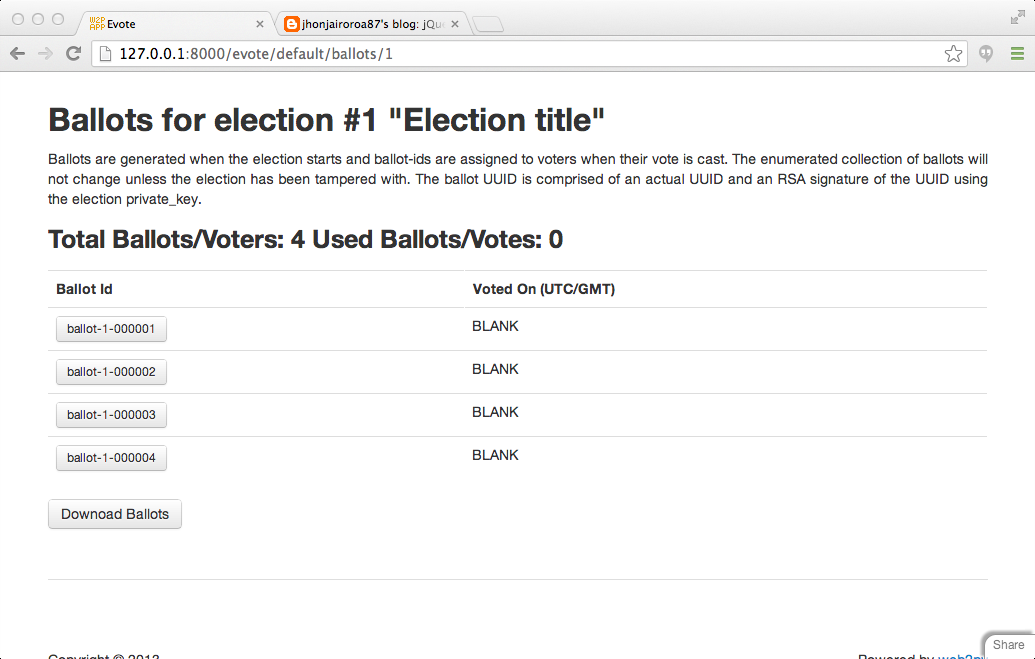 WEB APP Evote
jhonjairoroa87's blog: jQu
127.0.0.1:8000/evote/default/ballots/1
Ballots for election #1 "Election title"
Ballots are generated when the election starts and ballot-ids are assigned to voters when their vote is cast. The enumerated collection of ballots will
not change unless the election has been tampered with. The ballot UUID is comprised of an actual UUID and an RSA signature of the UUID using
the election private_key.
Total Ballots/Voters: 4 Used Ballots/Votes: 0
Ballot Id Voted On (UTC/GMT)
ballot-1-000001 BLANK
ballot-1-000002 BLANK
ballot-1-000003 BLANK
ballot-1-000004 BLANK
Downoad Ballots
Share
Copyright © 2013 Powered by web2py